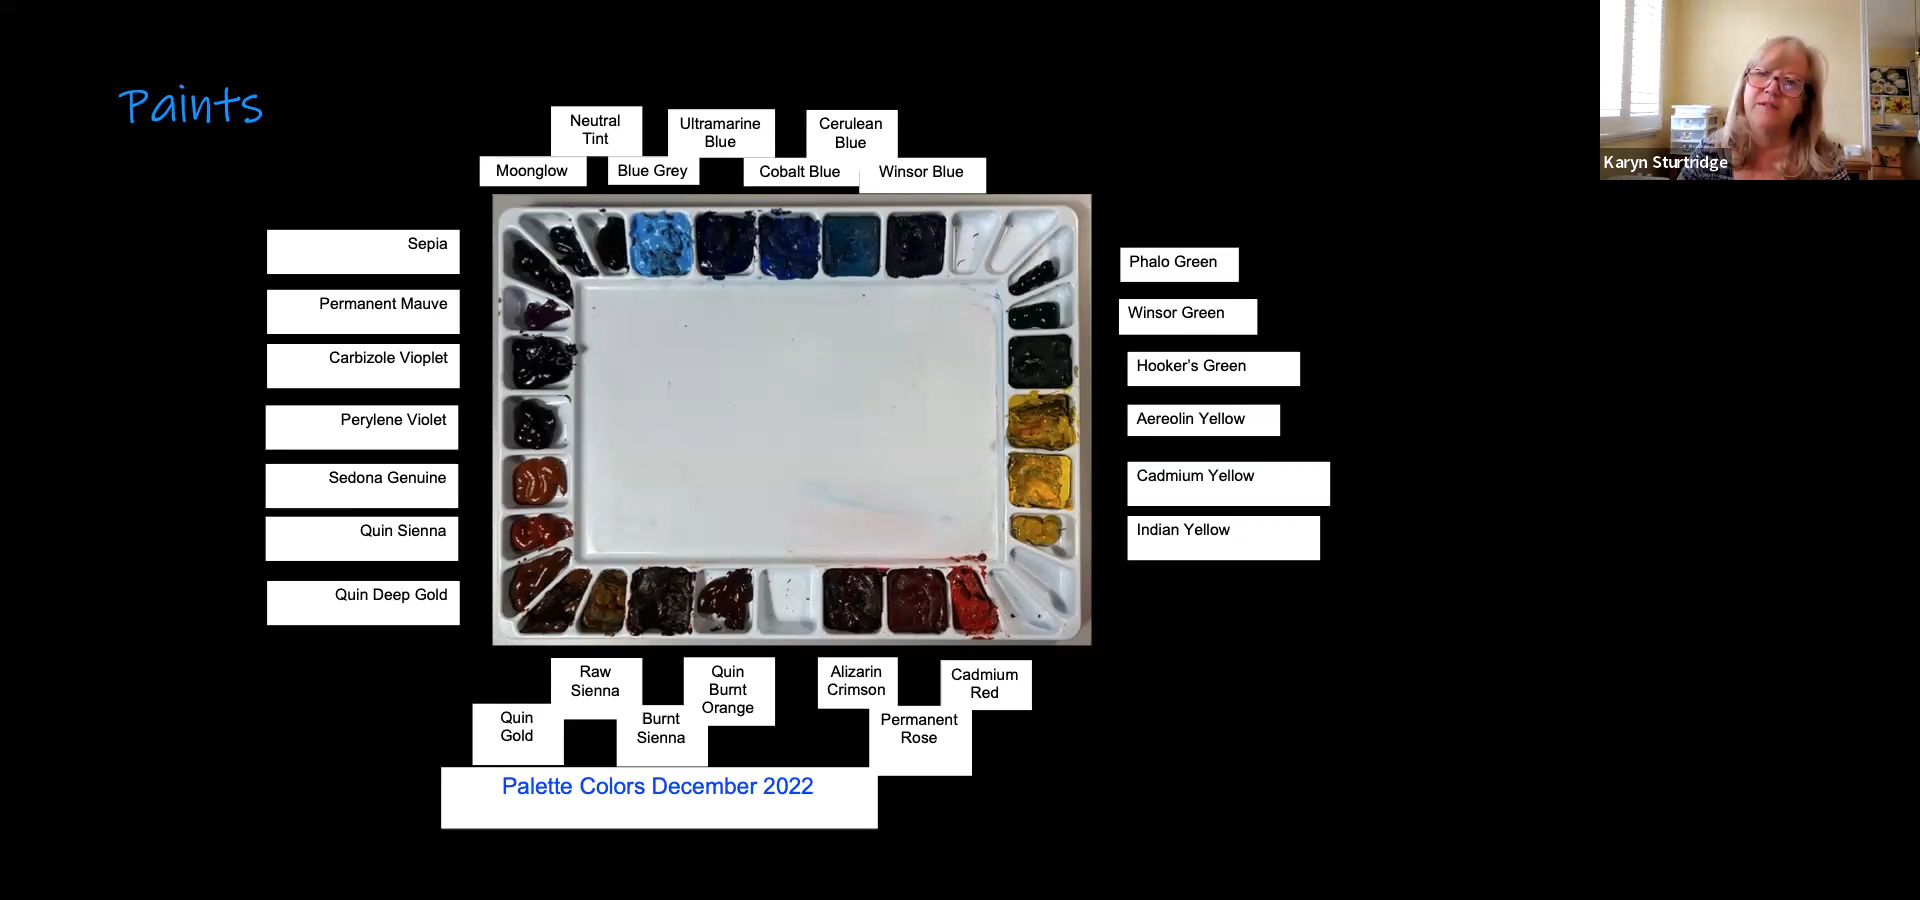 Paints
Neutral
Tint
Ultramarine
Blue
Cerulean
Blue
Moonglow
Blue Grey
Cobalt Blue
Winsor Blue
Karyn Sturtridge
Sepia
Permanent Mauve
Carbizole Vioplet
Perylene Violet
Sedona Genuine
Quin Sienna
Quin Deep Gold
Phalo Green
Winsor Green
Hooker's Green
Aereolin Yellow
Cadmium Yellow
Indian Yellow
Raw
Sienna
Quin
Burnt
Orange
Alizarin
Crimson
Cadmium
Red
Quin
Gold
Burnt
Sienna
Permanent
Rose
Palette Colors December 2022